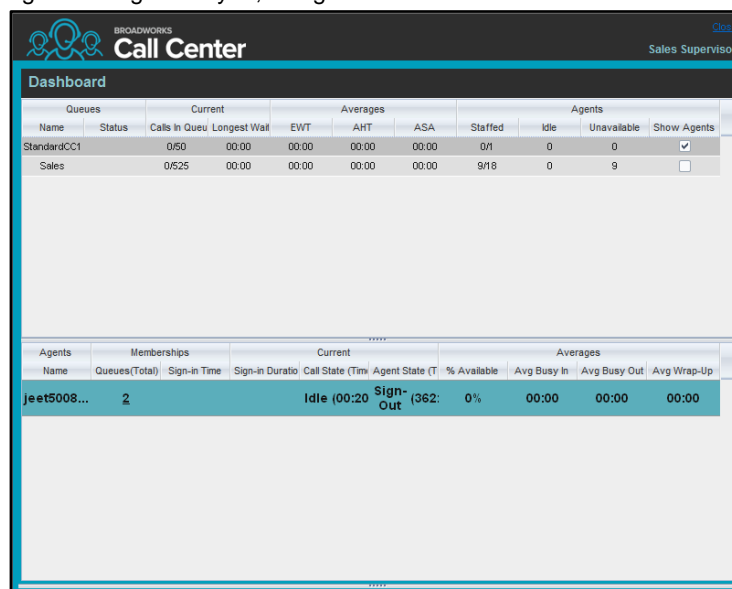 BROADWORKS
Call Center
Clos
Sales Superviso
Dashboard
Queues Current Averages Agents
Name Status Calls In Queu Longest Wait EWT AHT ASA Staffed Idle Unavailable Show Agents
StandardCC1 0/50 00:00 00:00 00:00 00:00 0/1 0 0
Sales 0/525 00:00 00:00 00:00 00:00 9/18 0 9
Agents Memberships Current Averages
Name Queues(Total) Sign-in Time Sign-in Duratio Call State (Time Agent State (T % Available Avg Busy In Avg Busy Out Avg Wrap-Up
jeet5008... 2 Idle (00:20 Sign-Out (362: 0% 00:00 00:00 00:00